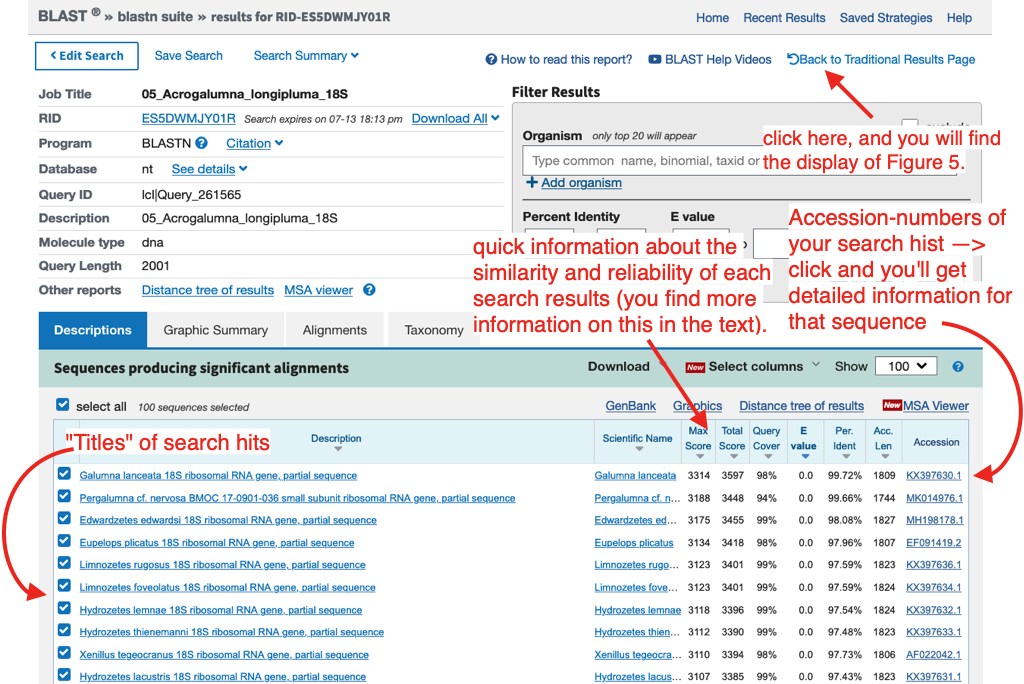 BLAST ® » blastn suite » results for RID-ES5DWMJY01R
Home Recent Results Saved Strategies Help
Edit Search Save Search Search Summary
How to read this report? BLAST Help Videos Back to Traditional Results Page
Job Title 05_Acrogalumna_longipluma_18S
RID ES5DWMJY01R Search expires on 07-13 18:13 pm Download All
Program BLASTN Citation
Database nt See details
Query ID lcl|Query_261565
Description 05_Acrogalumna_longipluma_18S
Molecule type dna
Query Length 2001
Other reports Distance tree of results MSA viewer
Filter Results
Organism only top 20 will appear
Type common name, binomial, taxid or
Add organism
Percent Identity E value
click here, and you will find
the display of Figure 5.
quick information about the
similarity and reliability of each
search results (you find more
information on this in the text).
Accession-numbers of
your search hist —>
click and you'll get
detailed information for
that sequence
Descriptions Graphic Summary Alignments Taxonomy
Sequences producing significant alignments Download New Select columns Show 100
select all 100 sequences selected GenBank Graphics Distance tree of results New MSA Viewer
"Titles" of search hits
Description Scientific Name Max Score Total Score Query Cover E value Per. Ident Acc. Len Accession
Galumna lanceata 18S ribosomal RNA gene, partial sequence Galumna lanceata 3314 3597 98% 0.0 99.72% 1809 KX397630.1
Pergalumna cf. nervosa BMOC 17-0901-036 small subunit ribosomal RNA gene, partial sequence Pergalumna cf. n... 3188 3448 94% 0.0 99.66% 1744 MK014976.1
Edwardzetes edwardsi 18S ribosomal RNA gene, partial sequence Edwardzetes ed... 3175 3455 99% 0.0 98.08% 1827 MH198178.1
Eupelops plicatus 18S ribosomal RNA gene, partial sequence Eupelops plicatus 3134 3418 98% 0.0 97.96% 1807 EF091419.2
Limnozetes rugosus 18S ribosomal RNA gene, partial sequence Limnozetes rugo... 3123 3401 99% 0.0 97.59% 1823 KX397636.1
Limnozetes foveolatus 18S ribosomal RNA gene, partial sequence Limnozetes fove... 3123 3401 99% 0.0 97.59% 1824 KX397634.1
Hydrozetes lemnae 18S ribosomal RNA gene, partial sequence Hydrozetes lemnae 3118 3396 99% 0.0 97.54% 1824 KX397632.1
Hydrozetes thienemanni 18S ribosomal RNA gene, partial sequence Hydrozetes thien... 3112 3390 99% 0.0 97.48% 1823 KX397633.1
Xenillus tegeocranus 18S ribosomal RNA gene, partial sequence Xenillus tegeocra... 3110 3394 98% 0.0 97.73% 1806 AF022042.1
Hydrozetes lacustris 18S ribosomal RNA gene, partial sequence Hydrozetes lacus... 3107 3385 99% 0.0 97.43% 1823 KX397631.1